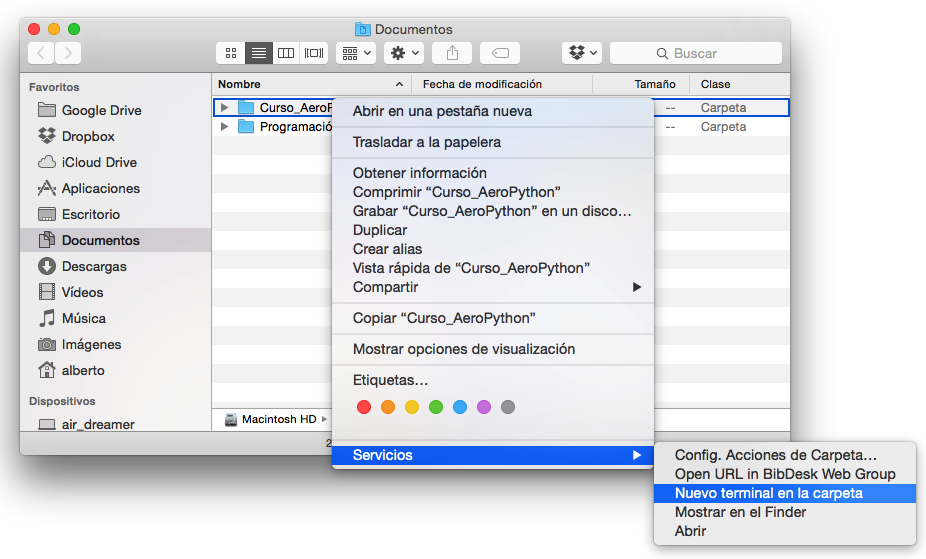 Documentos
Buscar
Favoritos
Google Drive
Dropbox
iCloud Drive
Aplicaciones
Escritorio
Documentos
Descargas
Vídeos
Música
Imágenes
alberto
Dispositivos
air_dreamer
Nombre Fecha de modificación Tamaño Clase
Curso_AeroP -- Carpeta
Programació -- Carpeta
Macintosh HD
2
Abrir en una pestaña nueva
Trasladar a la papelera
Obtener información
Comprimir “Curso_AeroPython”
Grabar “Curso_AeroPython” en un disco…
Duplicar
Crear alias
Vista rápida de “Curso_AeroPython”
Compartir
Copiar “Curso_AeroPython”
Mostrar opciones de visualización
Etiquetas…
Servicios
Config. Acciones de Carpeta…
Open URL in BibDesk Web Group
Nuevo terminal en la carpeta
Mostrar en el Finder
Abrir